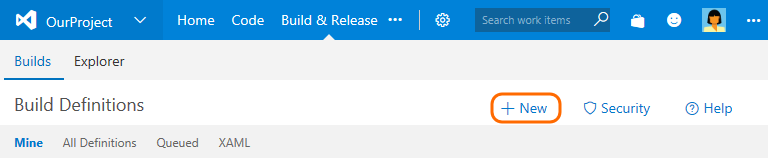 OurProject Home Code Build & Release ••• Search work items
Builds Explorer
Build Definitions + New Security Help
Mine All Definitions Queued XAML